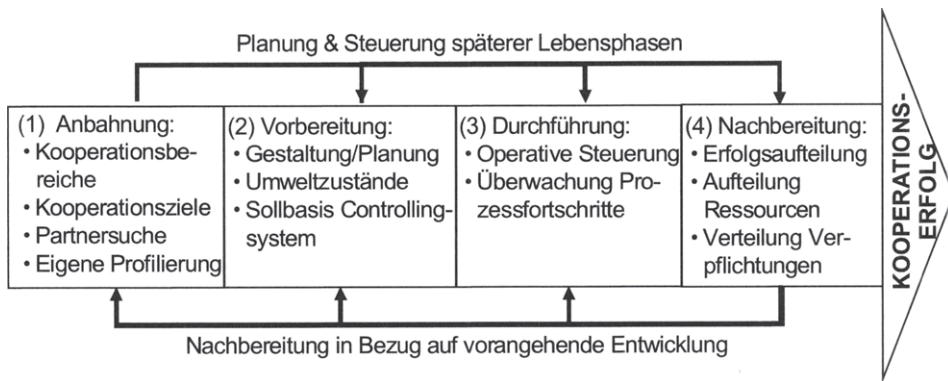 Planung & Steuerung späterer Lebensphasen
(1) Anbahnung:
• Kooperationsbe-
reiche
• Kooperationsziele
• Partnersuche
• Eigene Profilierung
(2) Vorbereitung:
• Gestaltung/Planung
• Umweltzustände
• Sollbasis Controlling-
system
(3) Durchführung:
• Operative Steuerung
• Überwachung Pro-
zessfortschritte
(4) Nachbereitung:
• Erfolgsaufteilung
• Aufteilung
Ressourcen
• Verteilung Ver-
pflichtungen
KOOPERATIONS-
ERFOLG
Nachbereitung in Bezug auf vorangehende Entwicklung